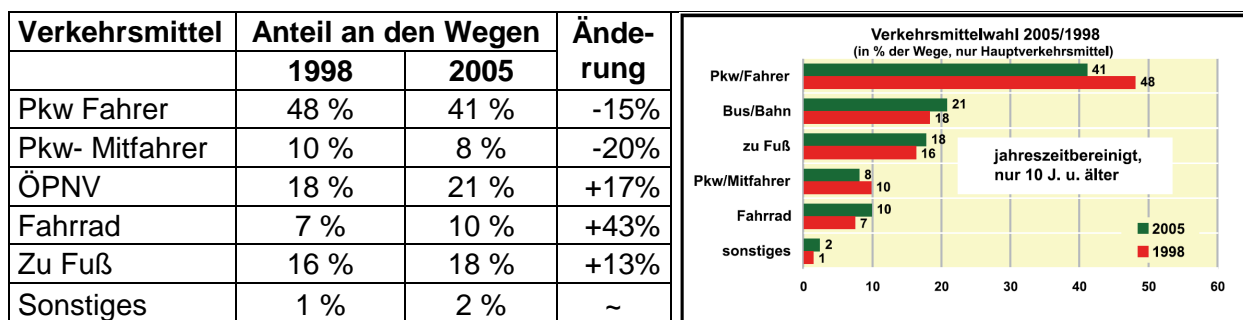 Verkehrsmittel Anteil an den Wegen Ände-
1998 2005 rung
Pkw Fahrer 48 % 41 % -15%
Pkw- Mitfahrer 10 % 8 % -20%
ÖPNV 18 % 21 % +17%
Fahrrad 7 % 10 % +43%
Zu Fuß 16 % 18 % +13%
Sonstiges 1 % 2 % ~
Verkehrsmittelwahl 2005/1998
(in % der Wege, nur Hauptverkehrsmittel)
Pkw/Fahrer 41
48
Bus/Bahn 21
18
zu Fuß 18
16
jahreszeitbereinigt,
nur 10 J. u. älter
Pkw/Mitfahrer 8
10
Fahrrad 10
7
sonstiges 2
1
2005
1998
0 10 20 30 40 50 60